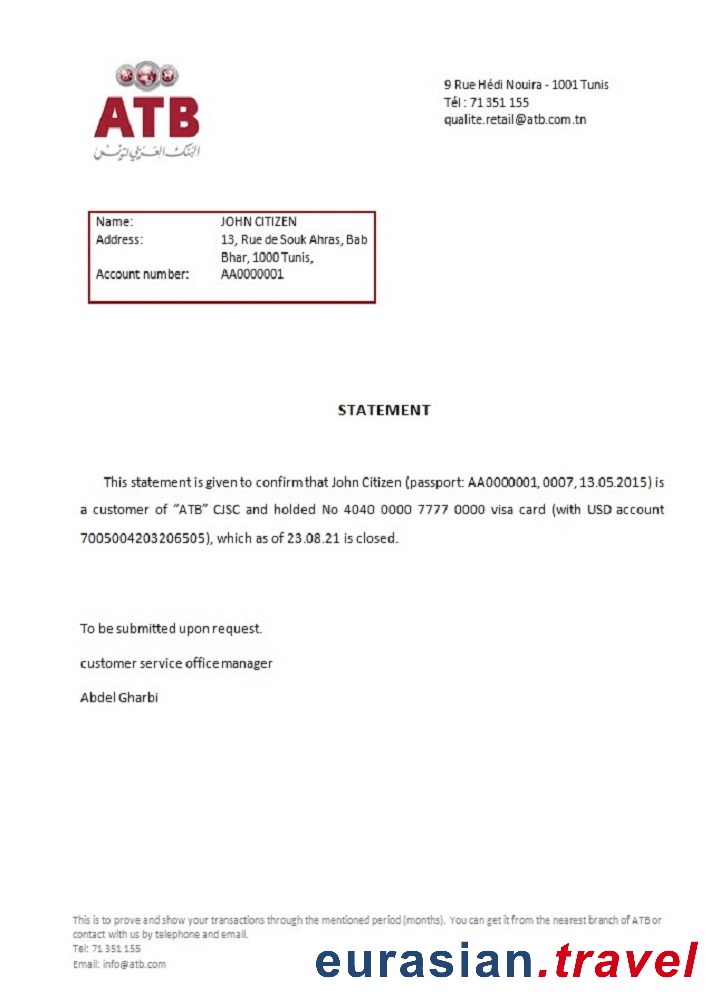 ATB
البنك العربي لتونس
9 Rue Hédi Nouira - 1001 Tunis
Tél : 71 351 155
qualite.retail@atb.com.tn
Name: JOHN CITIZEN
Address: 13, Rue de Souk Ahras, Bab
Bhar, 1000 Tunis,
Account number: AA0000001
STATEMENT
This statement is given to confirm that John Citizen (passport: AA0000001, 0007, 13.05.2015) is
a customer of “ATB” CJSC and holded No 4040 0000 7777 0000 visa card (with USD account
7005004203206505), which as of 23.08.21 is closed.
To be submitted upon request.
customer service office manager
Abdel Gharbi
This is to prove and show your transactions through the mentioned period (months). You can get it from the nearest branch of ATB or
contact with us by telephone and email.
Tel: 71 351 155
Email: info@atb.com
eurasian.travel